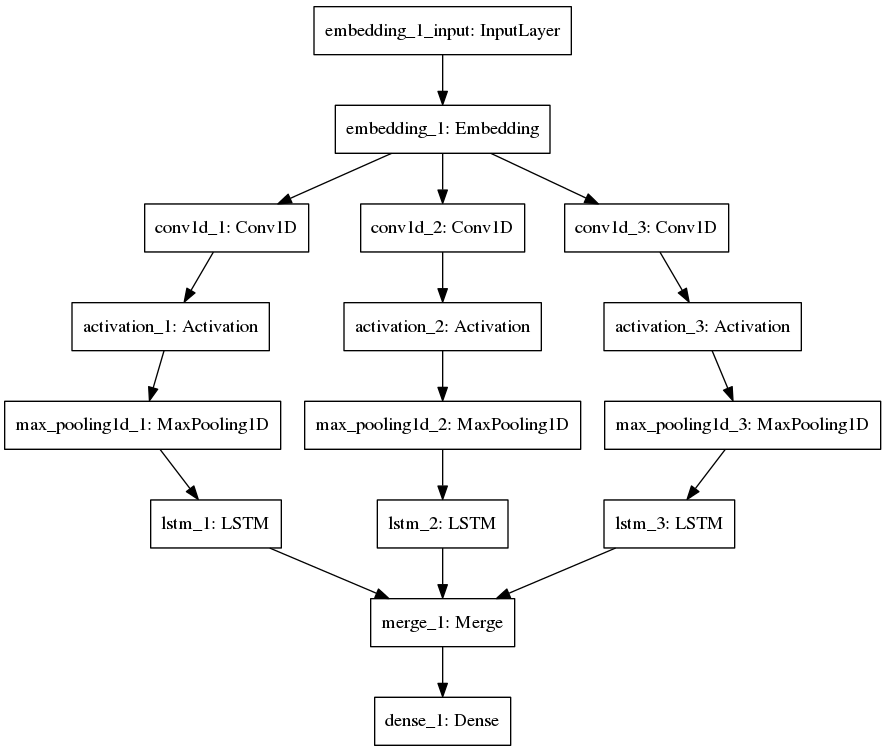 embedding_1_input: InputLayer
embedding_1: Embedding
conv1d_1: Conv1D
conv1d_2: Conv1D
conv1d_3: Conv1D
activation_1: Activation
activation_2: Activation
activation_3: Activation
max_pooling1d_1: MaxPooling1D
max_pooling1d_2: MaxPooling1D
max_pooling1d_3: MaxPooling1D
lstm_1: LSTM
lstm_2: LSTM
lstm_3: LSTM
merge_1: Merge
dense_1: Dense